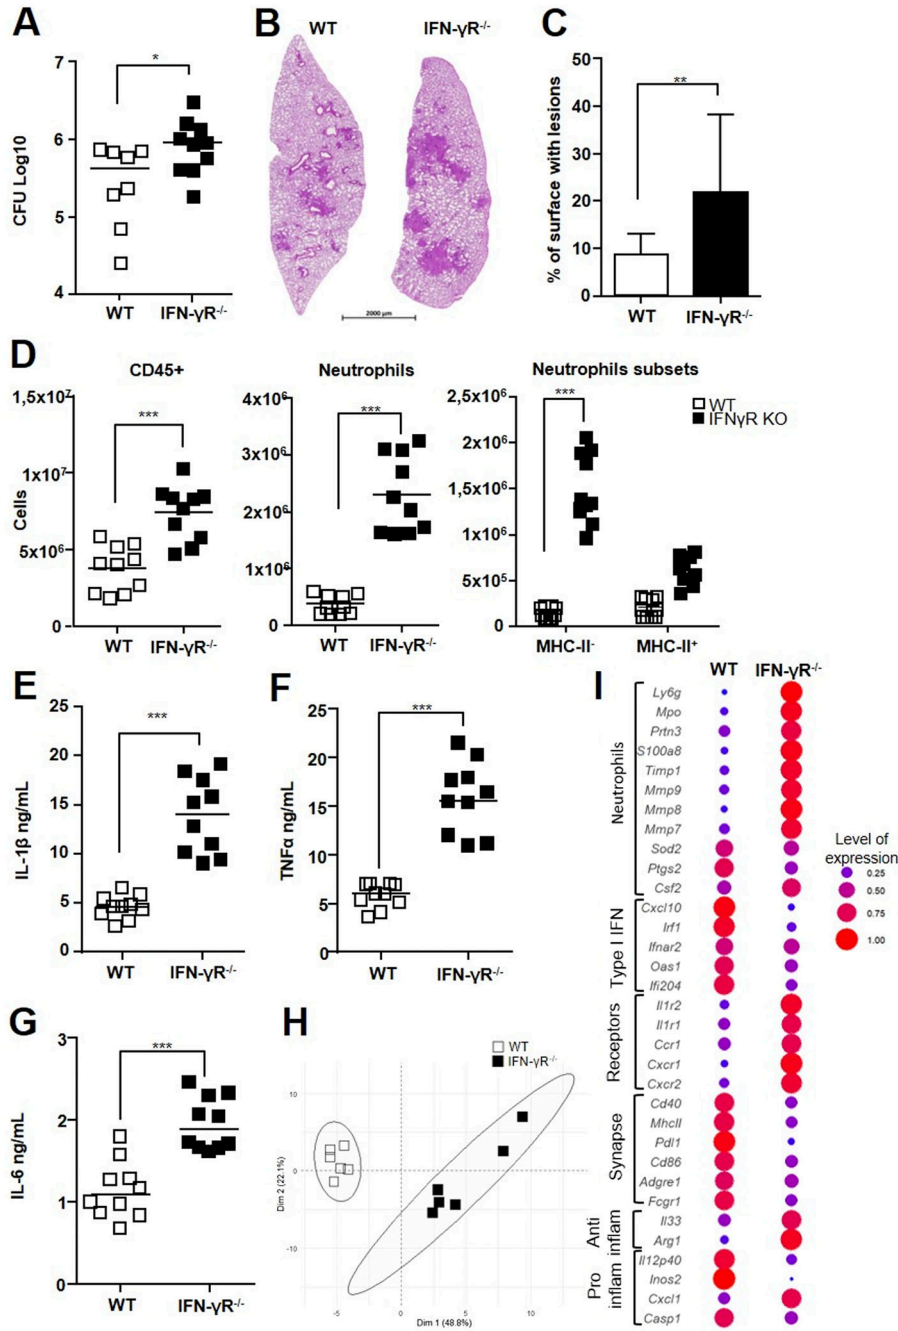 A
CFU Log10
7
6
5
4
*
WT
IFN-γR-/-
B
WT
IFN-γR-/-
2000 µm
C
% of surface with lesions
50
40
30
20
10
0
**
WT
IFN-γR-/-
D
CD45+
Cells
1,5x10⁷
1x10⁷
5x10⁶
0
***
WT
IFN-γR-/-
Neutrophils
4x10⁶
3x10⁶
2x10⁶
1x10⁶
0
***
WT
IFN-γR-/-
Neutrophils subsets
2,5x10⁶
2x10⁶
1,5x10⁶
1x10⁶
5x10⁵
0
***
WT
IFNγR KO
MHC-II-
MHC-II+
E
IL-1β ng/mL
25
20
15
10
5
0
***
WT
IFN-γR-/-
F
TNFα ng/mL
25
20
15
10
5
0
***
WT
IFN-γR-/-
G
IL-6 ng/mL
3
2
1
0
***
WT
IFN-γR-/-
H
WT
IFN-γR-/-
Dim 2 (22.1%)
10
0
-10
-5
0
5
10
Dim 1 (48.8%)
I
WT
IFN-γR-/-
Neutrophils
Ly6g
Mpo
Prtn3
S100a8
Timp1
Mmp9
Mmp8
Mmp7
Sod2
Ptgs2
Csf2
Type I IFN
Cxcl10
Irf1
Ifnar2
Oas1
Ifi204
Receptors
Il1r2
Il1r1
Ccr1
Cxcr1
Cxcr2
Synapse
Cd40
MhcII
Pdl1
Cd86
Adgre1
Fcgr1
Anti
inflam
Il33
Arg1
Pro
inflam
Il12p40
Inos2
Cxcl1
Casp1
Level of
expression
0.25
0.50
0.75
1.00